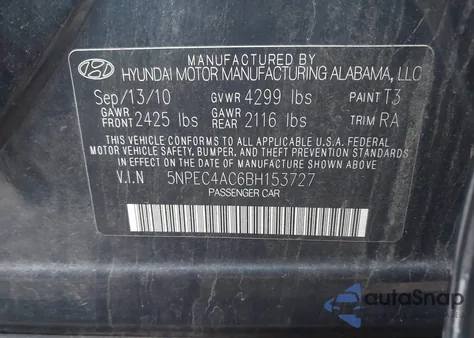 MANUFACTURED BY
HYUNDAI MOTOR MANUFACTURING ALABAMA, LLC
Sep/13/10 GVWR 4299 lbs PAINT T3
GAWR FRONT 2425 lbs GAWR REAR 2116 lbs TRIM RA
THIS VEHICLE CONFORMS TO ALL APPLICABLE U.S.A. FEDERAL
MOTOR VEHICLE SAFETY, BUMPER, AND THEFT PREVENTION STANDARDS
IN EFFECT ON THE DATE OF MANUFACTURE SHOWN ABOVE.
V.I.N 5NPEC4AC6BH153727
PASSENGER CAR
autoSnap